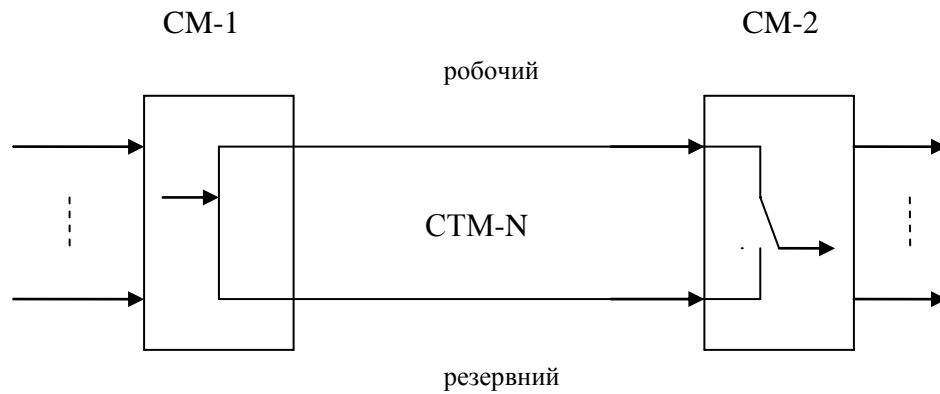 СМ-1
СМ-2
робочий
СТМ-N
резервний